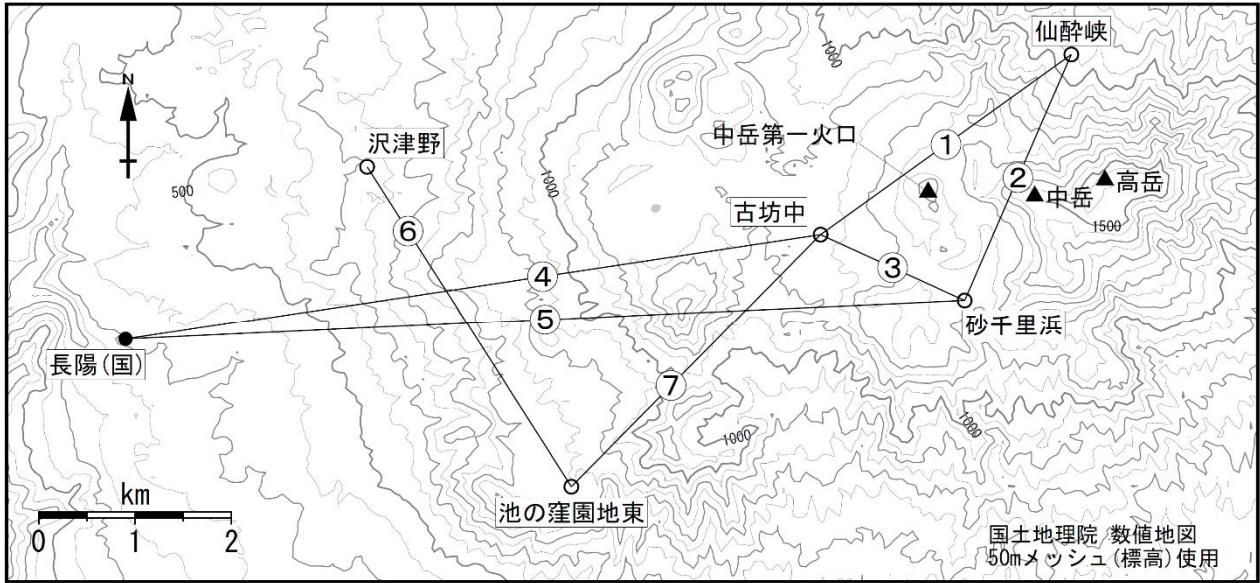 仙酔峡
1000
N
沢津野
中岳第一火口
①
500
1000
②
高岳
中岳
古坊中
1500
⑥
③
④
⑤
砂千里浜
長陽(国)
⑦
1000
1000
km
0 1 2
池の窪園地東
国土地理院 数値地図
50mメッシュ(標高)使用